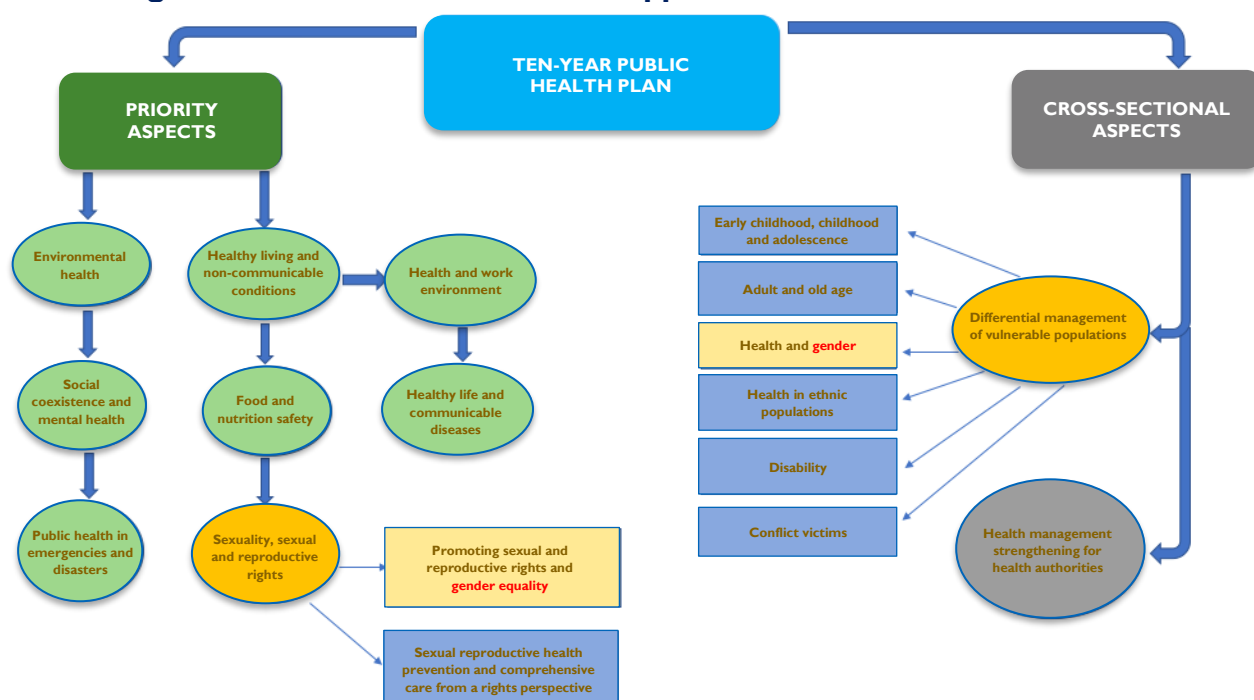 TEN-YEAR PUBLIC
HEALTH PLAN
PRIORITY
ASPECTS
CROSS-SECTIONAL
ASPECTS
Environmental
health
Healthy living and
non-communicable
conditions
Health and work
environment
Social
coexistence and
mental health
Food and
nutrition safety
Healthy life and
communicable
diseases
Public health in
emergencies and
disasters
Sexuality, sexual
and reproductive
rights
Promoting sexual and
reproductive rights and
gender equality
Sexual reproductive health
prevention and comprehensive
care from a rights perspective
Early childhood, childhood
and adolescence
Adult and old age
Health and gender
Health in ethnic
populations
Disability
Conflict victims
Differential management
of vulnerable populations
Health management
strengthening for
health authorities